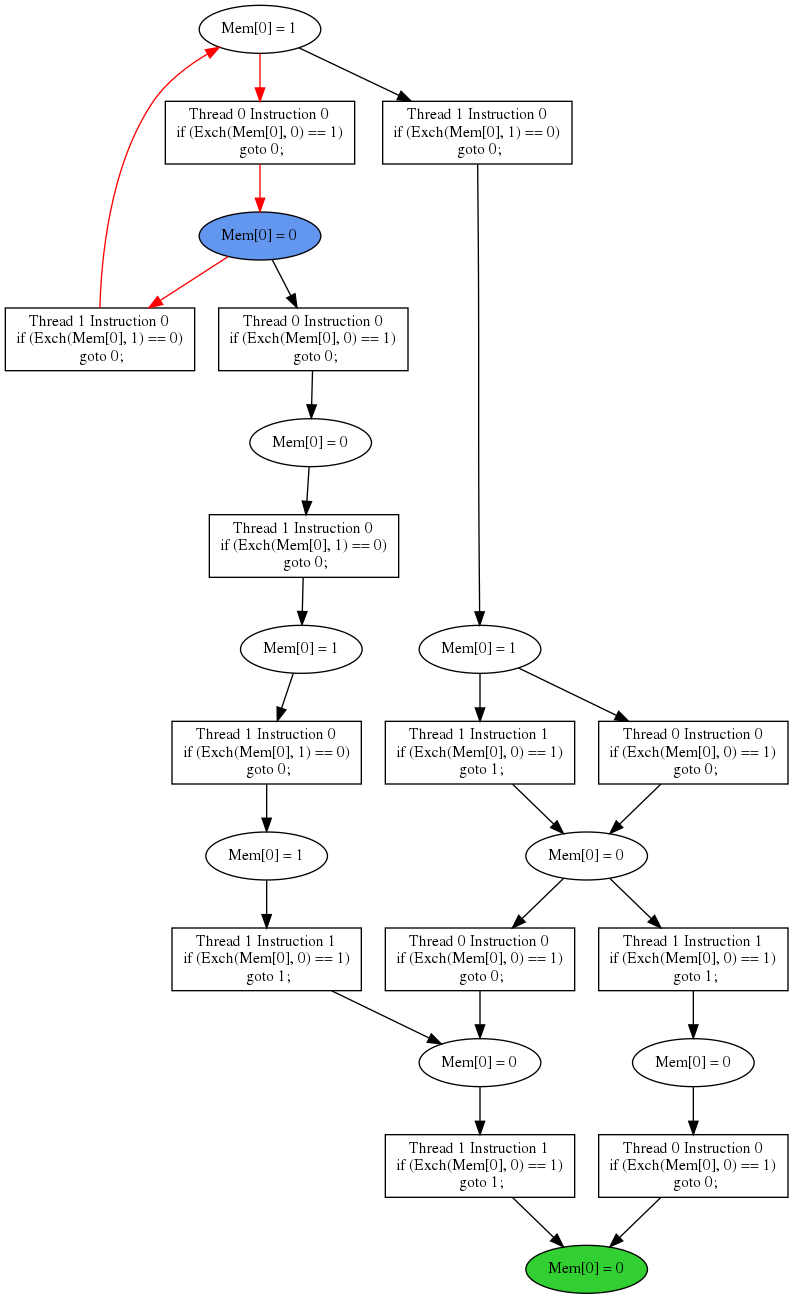 Mem[0] = 1
Thread 0 Instruction 0
if (Exch(Mem[0], 0) == 1)
goto 0;
Thread 1 Instruction 0
if (Exch(Mem[0], 1) == 0)
goto 0;
Mem[0] = 0
Thread 1 Instruction 0
if (Exch(Mem[0], 1) == 0)
goto 0;
Thread 0 Instruction 0
if (Exch(Mem[0], 0) == 1)
goto 0;
Mem[0] = 0
Thread 1 Instruction 0
if (Exch(Mem[0], 1) == 0)
goto 0;
Mem[0] = 1
Mem[0] = 1
Thread 1 Instruction 0
if (Exch(Mem[0], 1) == 0)
goto 0;
Thread 1 Instruction 1
if (Exch(Mem[0], 0) == 1)
goto 1;
Thread 0 Instruction 0
if (Exch(Mem[0], 0) == 1)
goto 0;
Mem[0] = 1
Mem[0] = 0
Thread 1 Instruction 1
if (Exch(Mem[0], 0) == 1)
goto 1;
Thread 0 Instruction 0
if (Exch(Mem[0], 0) == 1)
goto 0;
Thread 1 Instruction 1
if (Exch(Mem[0], 0) == 1)
goto 1;
Mem[0] = 0
Mem[0] = 0
Thread 1 Instruction 1
if (Exch(Mem[0], 0) == 1)
goto 1;
Thread 0 Instruction 0
if (Exch(Mem[0], 0) == 1)
goto 0;
Mem[0] = 0